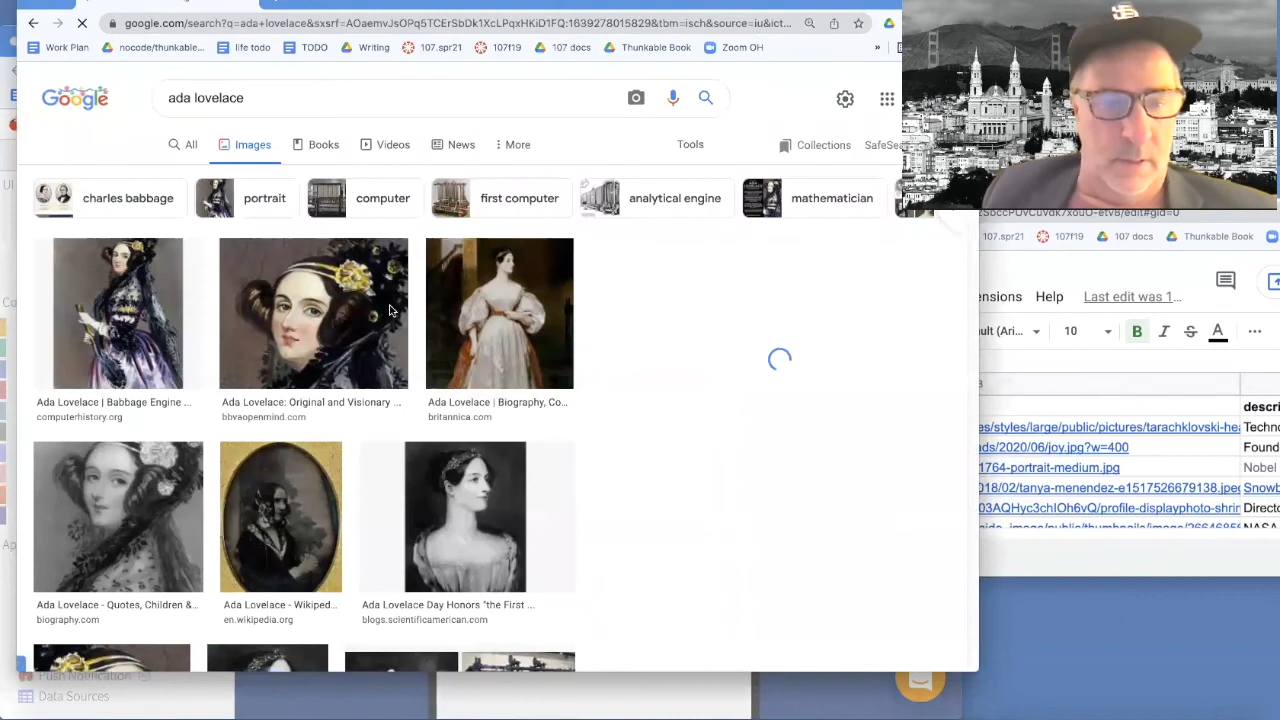 google.com/search?q=ada+lovelace&sxsrf=AOaemvJsOPq5TCErSbDk1XcLPqxHKiD1FQ:1639278015829&tbm=isch&source=iu&ict...
Work Plan
nocode/thunkable...
life todo
TODO
Writing
107.spr21
107f19
107 docs
Thunkable Book
Zoom OH
»
Google
ada lovelace
All
Images
Books
Videos
News
More
Tools
Collections
charles babbage
portrait
computer
first computer
analytical engine
mathematician
107.spr21
107f19
107 docs
Thunkable Book
Help
Last edit was 1...
10
B
I
S
A
descri
ads/2020/06/joy.jpg?w=400
1764-portrait-medium.jpg
Nobel
018/02/tanya-menendez-e1517526679138.jpe
Snowb
Ada Lovelace | Babbage Engine ...
computerhistory.org
Ada Lovelace: Original and Visionary ...
bbvaopenmind.com
Ada Lovelace | Biography, Co...
britannica.com
Ada Lovelace - Quotes, Children &...
biography.com
Ada Lovelace - Wikiped...
en.wikipedia.org
Ada Lovelace Day Honors "the First ...
blogs.scientificamerican.com
Push Notification
Data Sources